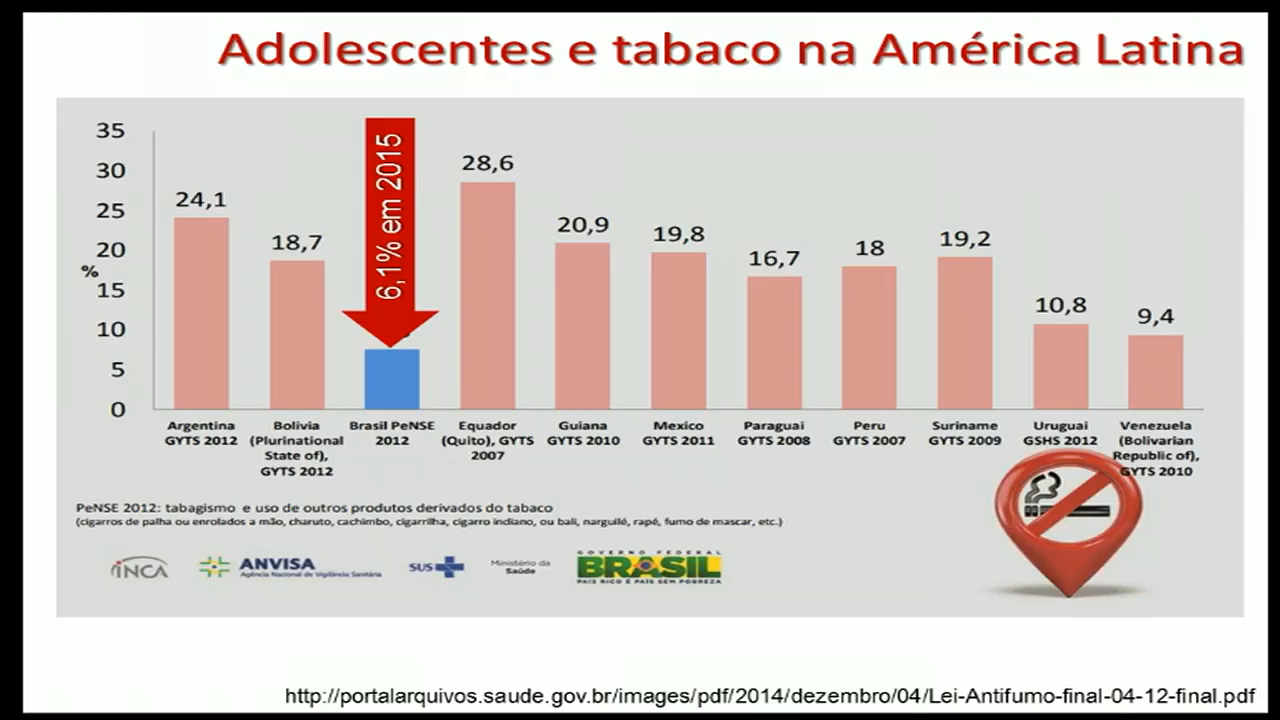 Adolescentes e tabaco na América Latina
35
30
25
20
%
15
10
5
0
24,1
18,7
6,1% em 2015
28,6
20,9
19,8
16,7
18
19,2
10,8
9,4
Argentina
GYTS 2012
Bolivia
(Plurinational
State of),
GYTS 2012
Brasil PeNSE
2012
Equador
(Quito), GYTS
2007
Guiana
GYTS 2010
Mexico
GYTS 2011
Paraguai
GYTS 2008
Peru
GYTS 2007
Suriname
GYTS 2009
Uruguai
GSHS 2012
Venezuela
(Bolivarian
Republic of),
GYTS 2010
PeNSE 2012: tabagismo e uso de outros produtos derivados do tabaco
(cigarros de palha ou enrolados a mão, charuto, cachimbo, cigarrilha, cigarro indiano, ou bali, narguilé, rapé, fumo de mascar, etc.)
INCA
ANVISA
Agência Nacional de Vigilância Sanitária
SUS
Ministério da
Saúde
GOVERNO FEDERAL
BRASIL
PAÍS RICO É PAÍS SEM POBREZA
http://portalarquivos.saude.gov.br/images/pdf/2014/dezembro/04/Lei-Antifumo-final-04-12-final.pdf